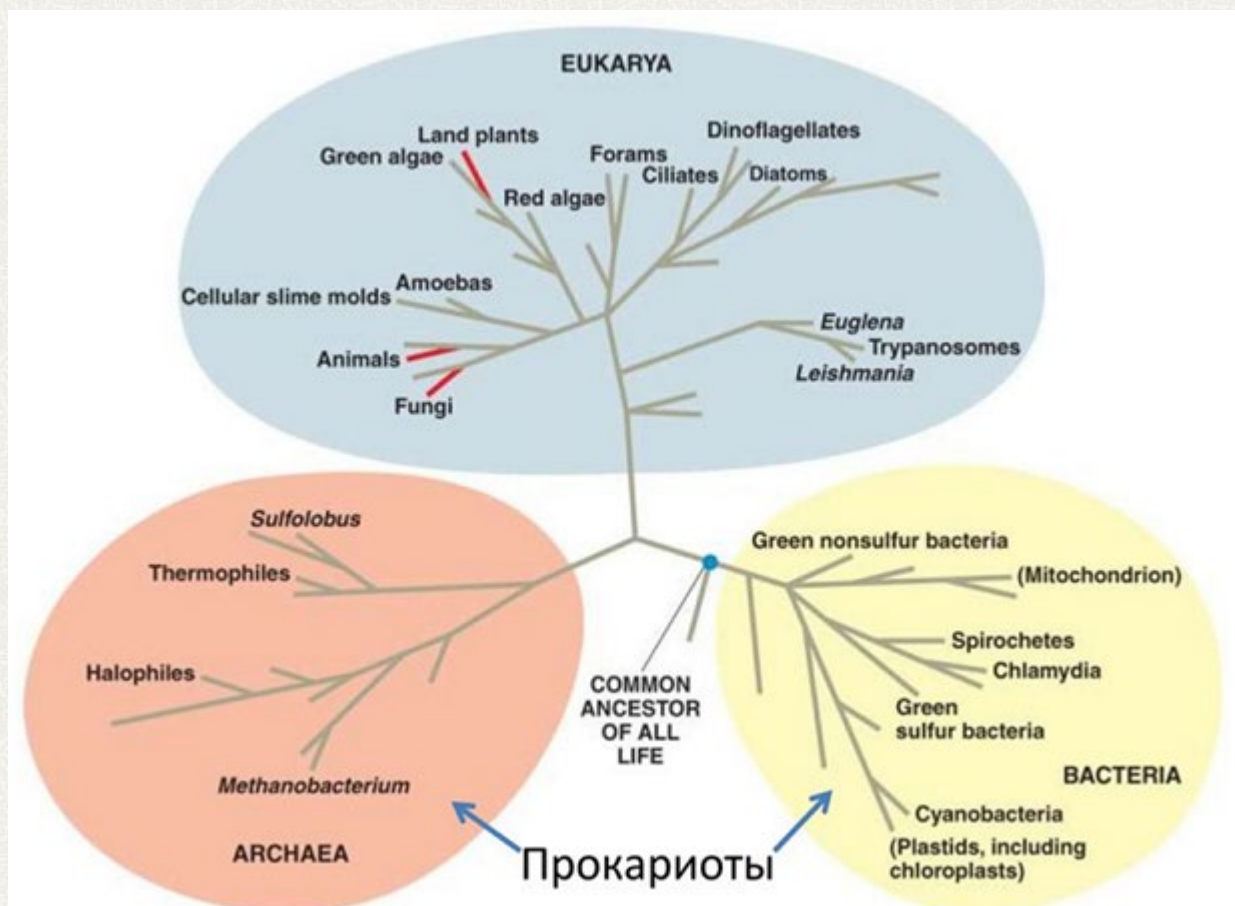 EUKARYA
Land plants
Green algae
Red algae
Forams
Ciliates
Dinoflagellates
Diatoms
Amoebas
Cellular slime molds
Animals
Fungi
Euglena
Trypanosomes
Leishmania
Sulfolobus
Thermophiles
Halophiles
Methanobacterium
ARCHAEA
COMMON
ANCESTOR
OF ALL
LIFE
Green nonsulfur bacteria
(Mitochondrion)
Spirochetes
Chlamydia
Green
sulfur bacteria
BACTERIA
Cyanobacteria
(Plastids, including
chloroplasts)
Прокариоты